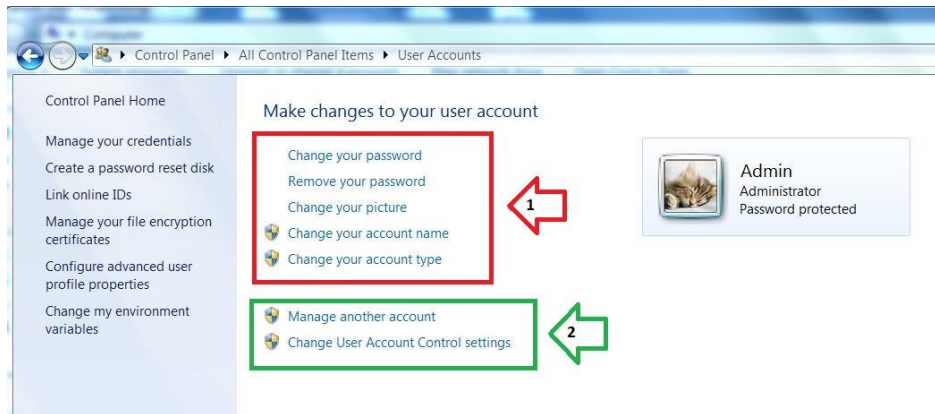 Computer
Control Panel ▸ All Control Panel Items ▸ User Accounts
Control Panel Home
Manage your credentials
Create a password reset disk
Link online IDs
Manage your file encryption
certificates
Configure advanced user
profile properties
Change my environment
variables
Make changes to your user account
Change your password
Remove your password
Change your picture
Change your account name
Change your account type
1
Manage another account
Change User Account Control settings
2
Admin
Administrator
Password protected